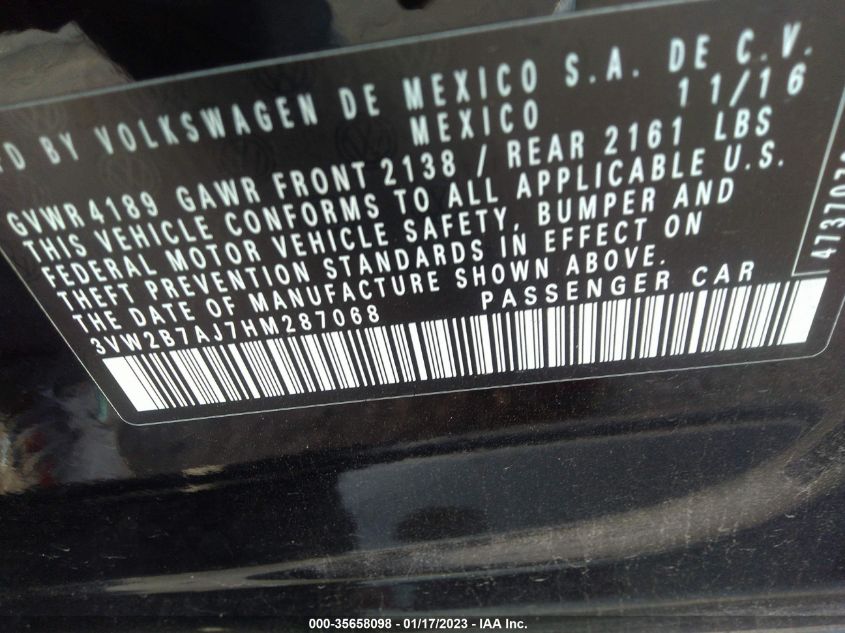 BY VOLKSWAGEN DE MEXICO S.A. DE C.V.
MEXICO 11/16
GVWR4189 GAWR FRONT 2138 / REAR 2161 LBS
THIS VEHICLE CONFORMS TO ALL APPLICABLE U.S.
FEDERAL MOTOR VEHICLE SAFETY, BUMPER AND
THEFT PREVENTION STANDARDS IN EFFECT ON
THE DATE OF MANUFACTURE SHOWN ABOVE.
3VW2B7AJ7HM287068 PASSENGER CAR
000-35658098 - 01/17/2023 - IAA Inc.